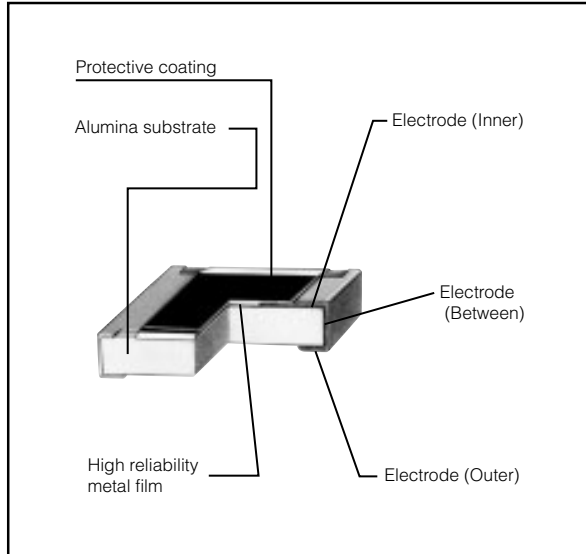 Protective coating
Alumina substrate
Electrode (Inner)
Electrode
(Between)
High reliability
metal film
Electrode (Outer)